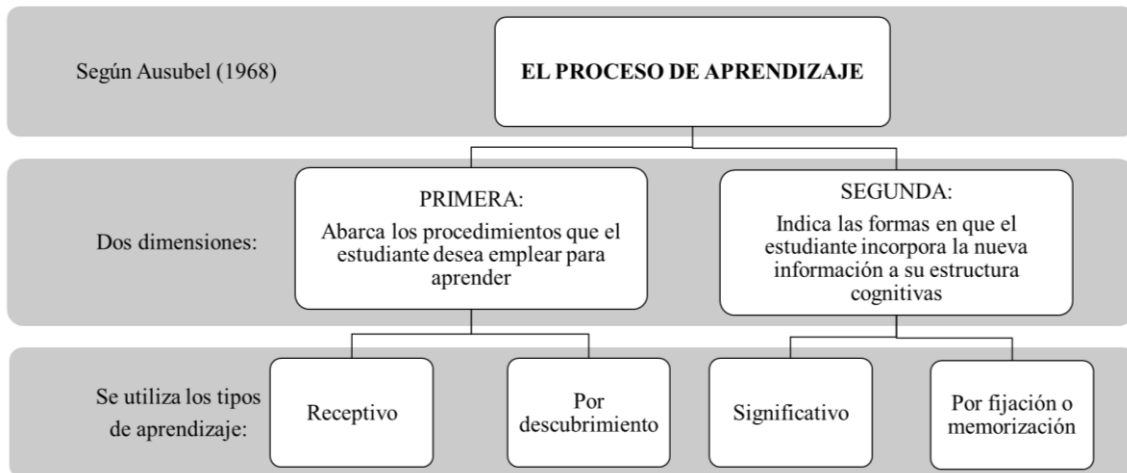 Según Ausubel (1968)
EL PROCESO DE APRENDIZAJE
Dos dimensiones:
PRIMERA:
Abarca los procedimientos que el
estudiante desea emplear para
aprender
SEGUNDA:
Indica las formas en que el
estudiante incorpora la nueva
información a su estructura
cognitivas
Se utiliza los tipos
de aprendizaje:
Receptivo
Por
descubrimiento
Significativo
Por fijación o
memorización